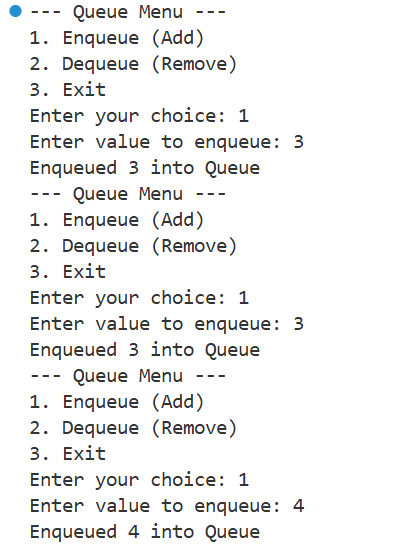 --- Queue Menu ---
1. Enqueue (Add)
2. Dequeue (Remove)
3. Exit
Enter your choice: 1
Enter value to enqueue: 3
Enqueued 3 into Queue
--- Queue Menu ---
1. Enqueue (Add)
2. Dequeue (Remove)
3. Exit
Enter your choice: 1
Enter value to enqueue: 3
Enqueued 3 into Queue
--- Queue Menu ---
1. Enqueue (Add)
2. Dequeue (Remove)
3. Exit
Enter your choice: 1
Enter value to enqueue: 4
Enqueued 4 into Queue